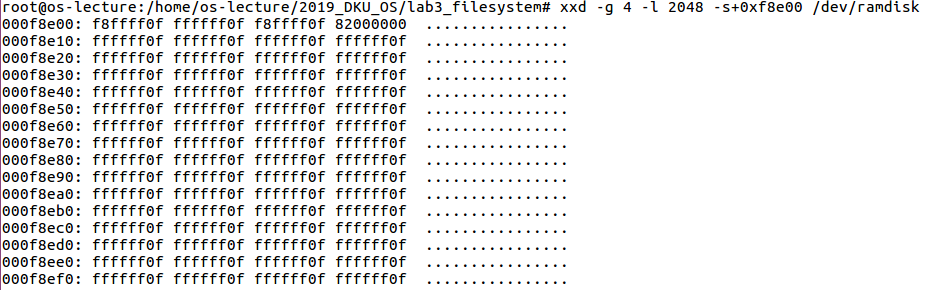 root@os-lecture:/home/os-lecture/2019_DKU_OS/lab3_filesystem# xxd -g 4 -l 2048 -s+0xf8e00 /dev/ramdisk
000f8e00: f8ffff0f ffffff0f f8ffff0f 82000000  ................
000f8e10: ffffff0f ffffff0f ffffff0f ffffff0f  ................
000f8e20: ffffff0f ffffff0f ffffff0f ffffff0f  ................
000f8e30: ffffff0f ffffff0f ffffff0f ffffff0f  ................
000f8e40: ffffff0f ffffff0f ffffff0f ffffff0f  ................
000f8e50: ffffff0f ffffff0f ffffff0f ffffff0f  ................
000f8e60: ffffff0f ffffff0f ffffff0f ffffff0f  ................
000f8e70: ffffff0f ffffff0f ffffff0f ffffff0f  ................
000f8e80: ffffff0f ffffff0f ffffff0f ffffff0f  ................
000f8e90: ffffff0f ffffff0f ffffff0f ffffff0f  ................
000f8ea0: ffffff0f ffffff0f ffffff0f ffffff0f  ................
000f8eb0: ffffff0f ffffff0f ffffff0f ffffff0f  ................
000f8ec0: ffffff0f ffffff0f ffffff0f ffffff0f  ................
000f8ed0: ffffff0f ffffff0f ffffff0f ffffff0f  ................
000f8ee0: ffffff0f ffffff0f ffffff0f ffffff0f  ................
000f8ef0: ffffff0f ffffff0f ffffff0f ffffff0f  ................